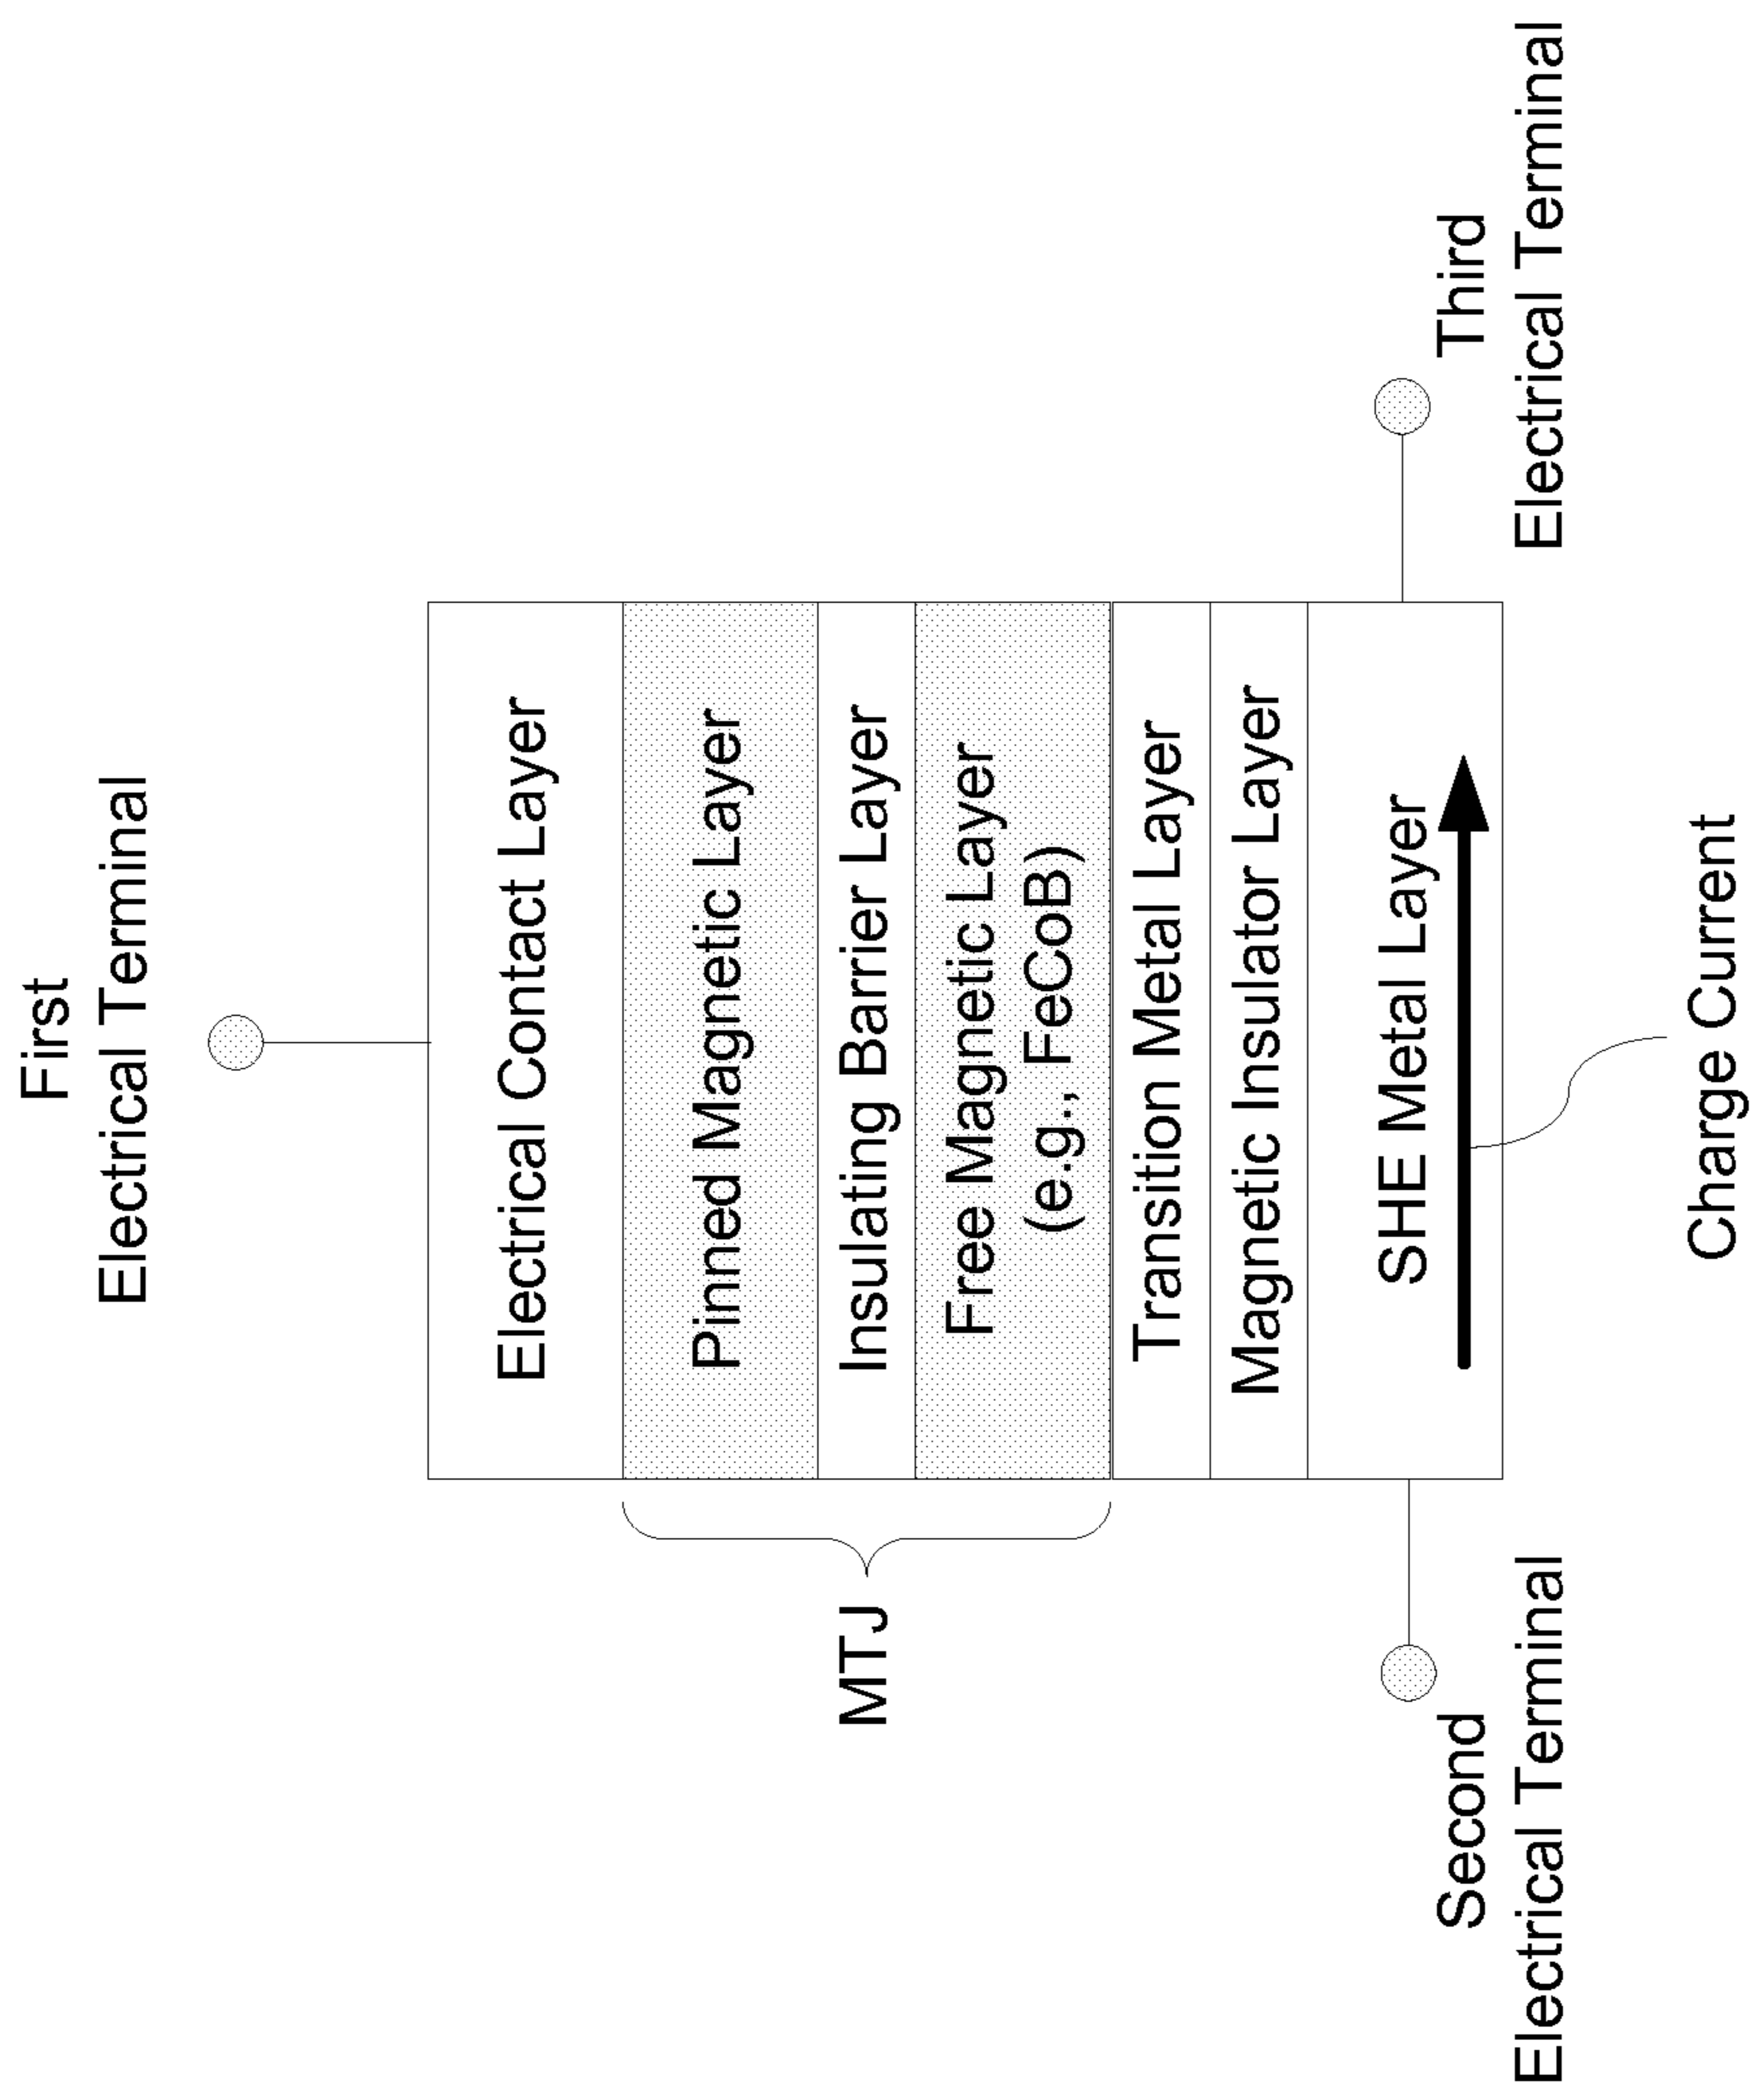 First
Electrical Terminal
Electrical Contact Layer
Pinned Magnetic Layer
Insulating Barrier Layer
Free Magnetic Layer
(e.g., FeCoB)
MTJ
Transition Metal Layer
Magnetic Insulator Layer
SHE Metal Layer
Second
Electrical Terminal
Third
Electrical Terminal
Charge Current